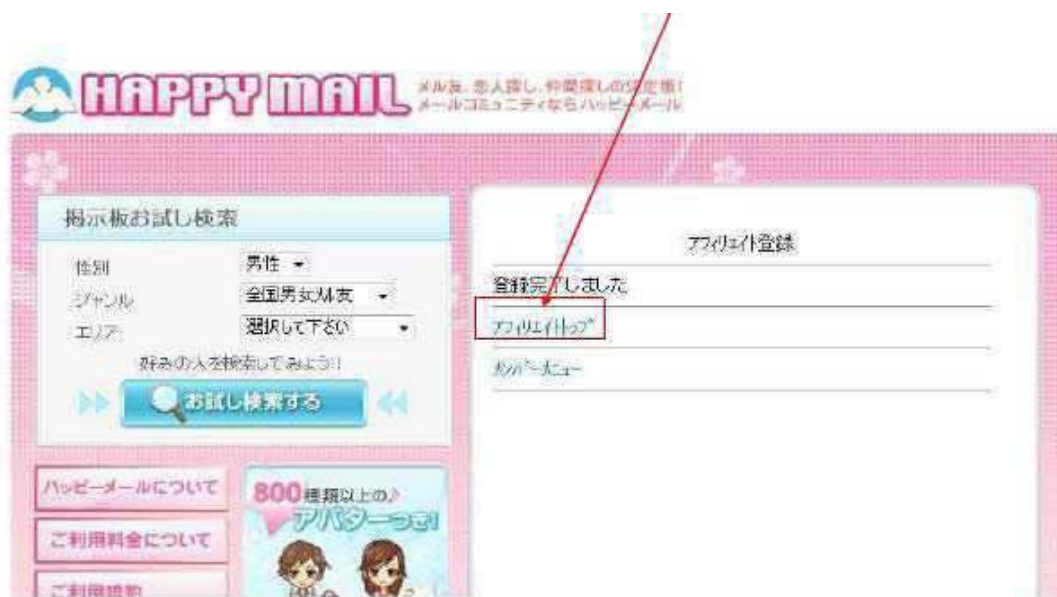 HAPPY MAIL
メル友、恋人探し、仲間探しの決定版!
メールコミュニティならハッピーメール
掲示板お試し検索
性別
男性
ジャンル
全国男女メル友
エリア
選択して下さい
好みの人を検索してみよう!!
お試し検索する
ハッピーメールについて
ご利用料金について
ご利用規約
800種類以上の♪
アバターつき!
アフィリエイト登録
登録完了しました
アフィリエイトトップ
メンバーメニュー